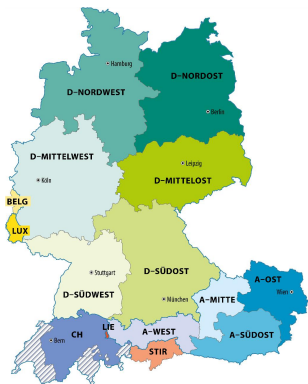 Hamburg
D-NORDOST
D-NORDWEST
Berlin
D-MITTELWEST
Leipzig
Köln
D-MITTELOST
BELG
LUX
Stuttgart
D-SÜDOST
A-OST
D-SÜDWEST
München
A-MITTE
Wien
LIE
CH
A-WEST
A-SÜDOST
Bern
STIR